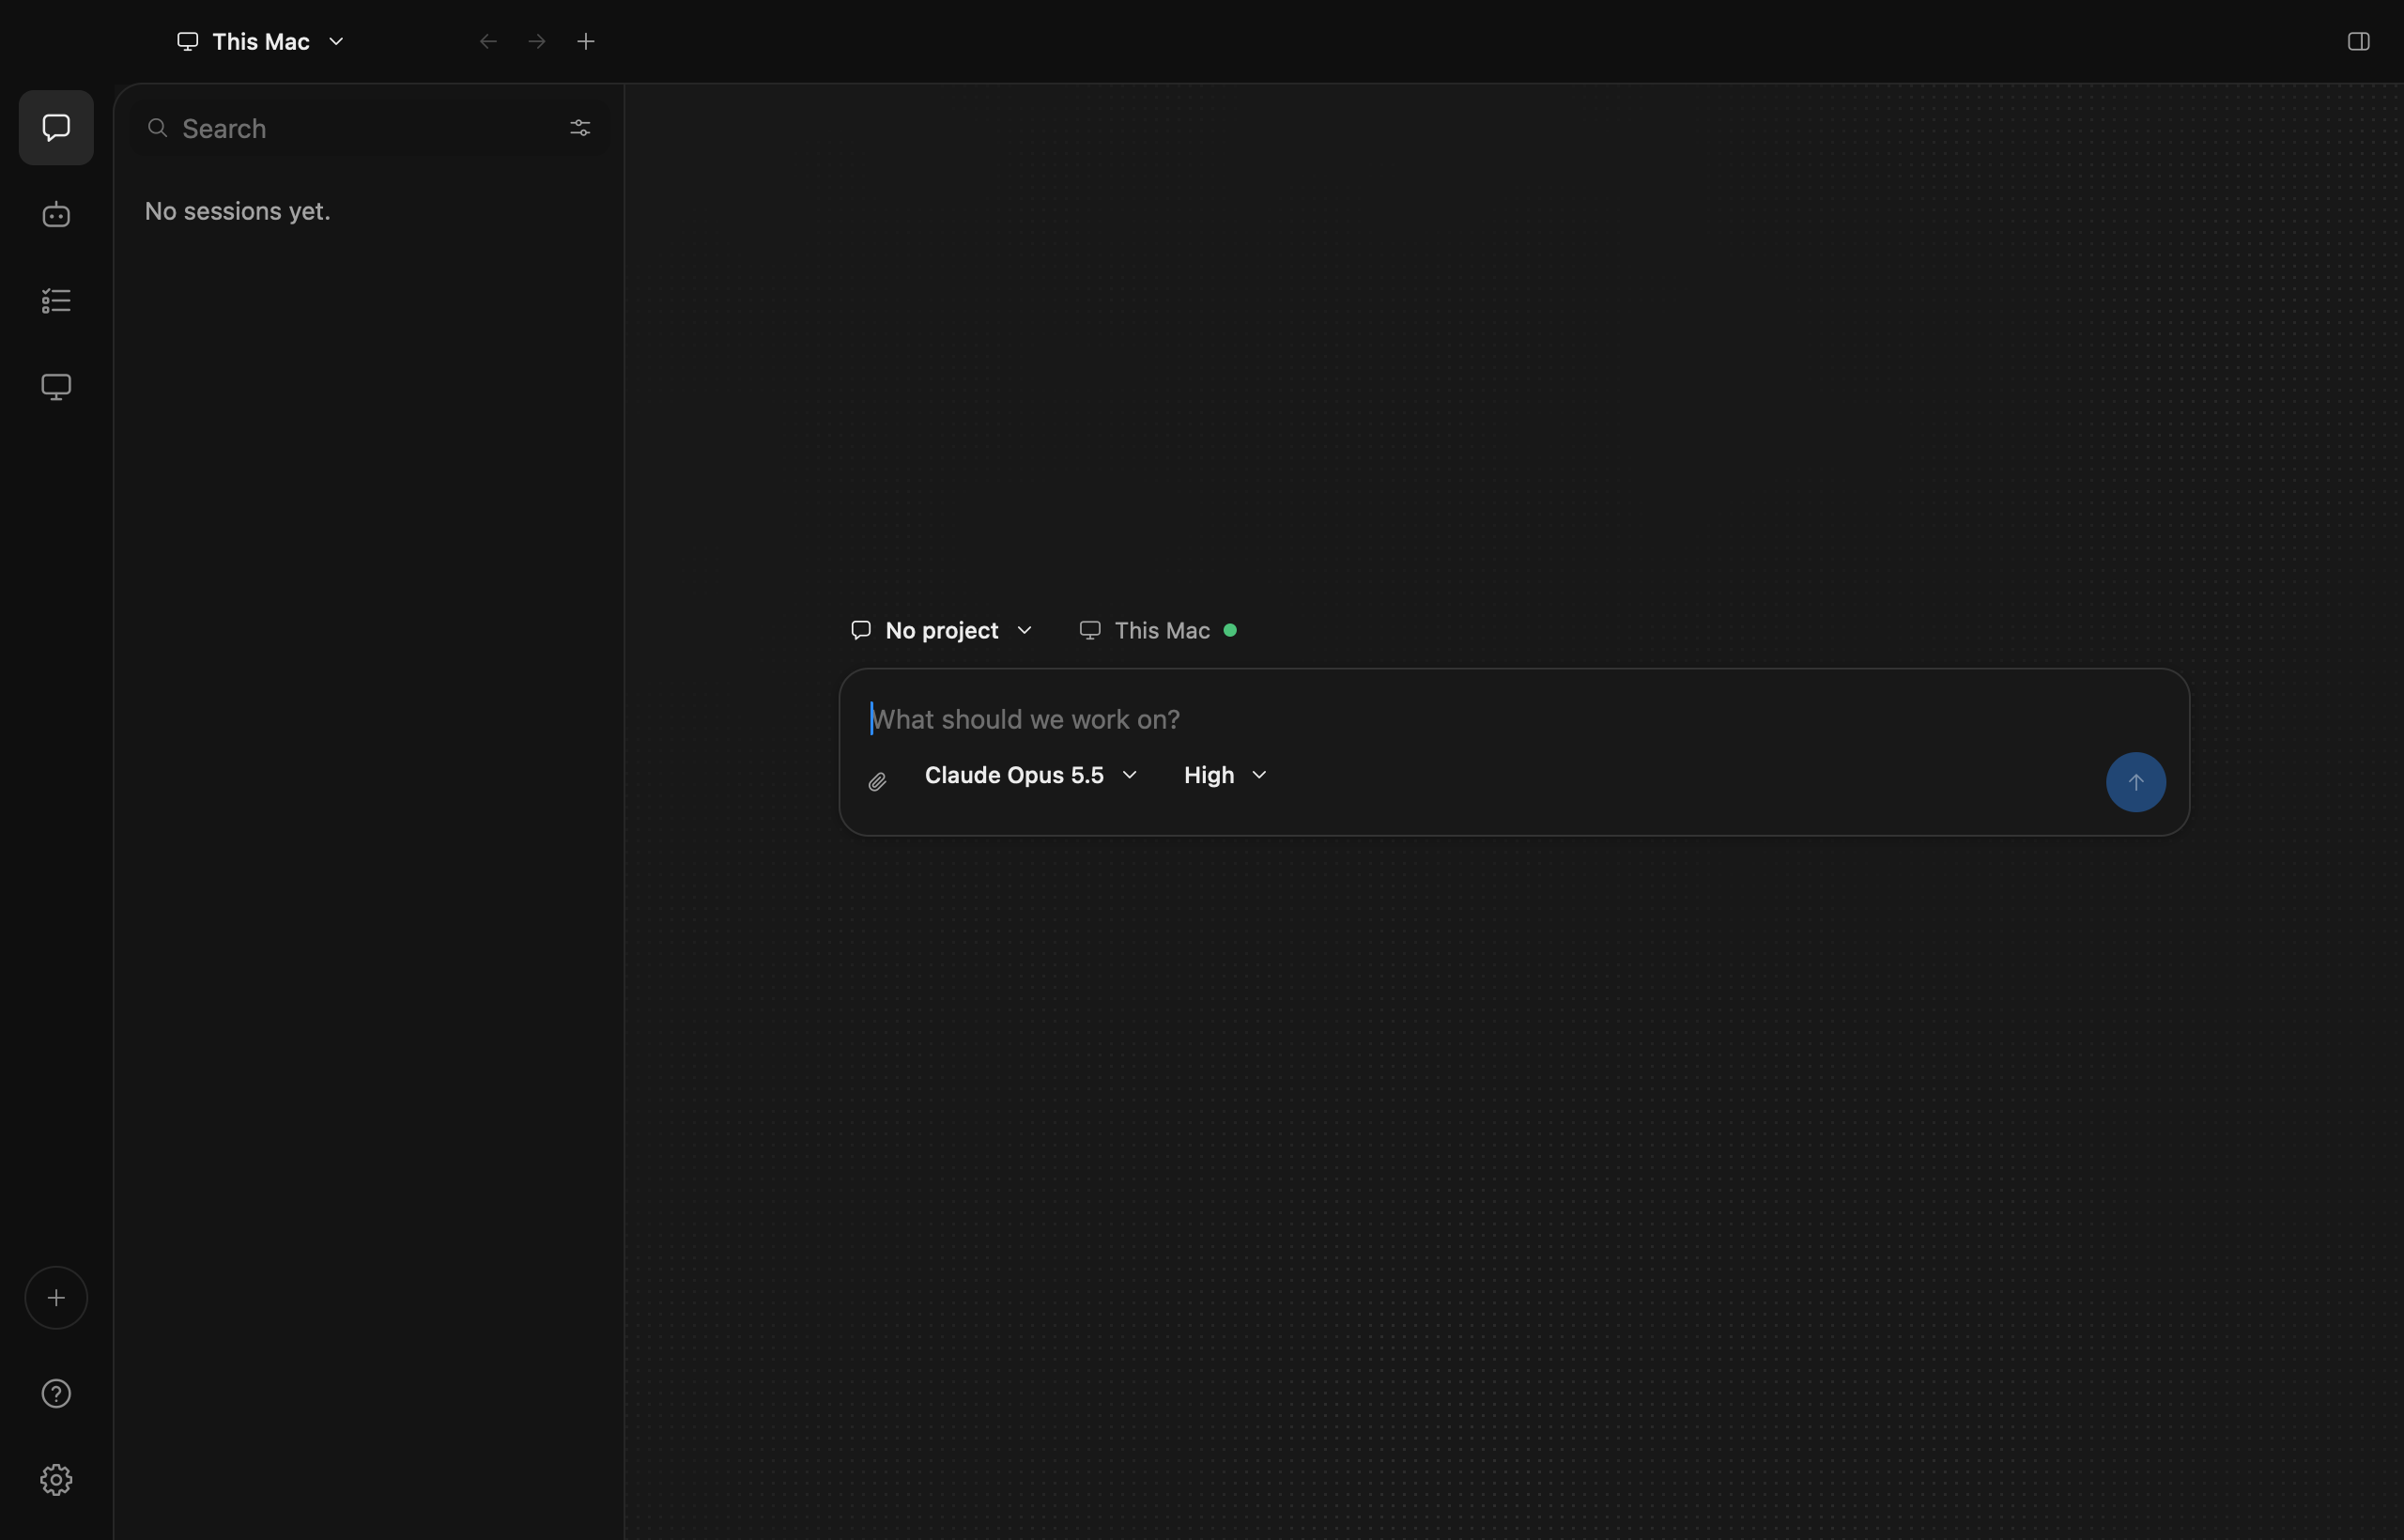 This Mac
Search
No sessions yet.
No project
This Mac
What should we work on?
Claude Opus 5.5
High